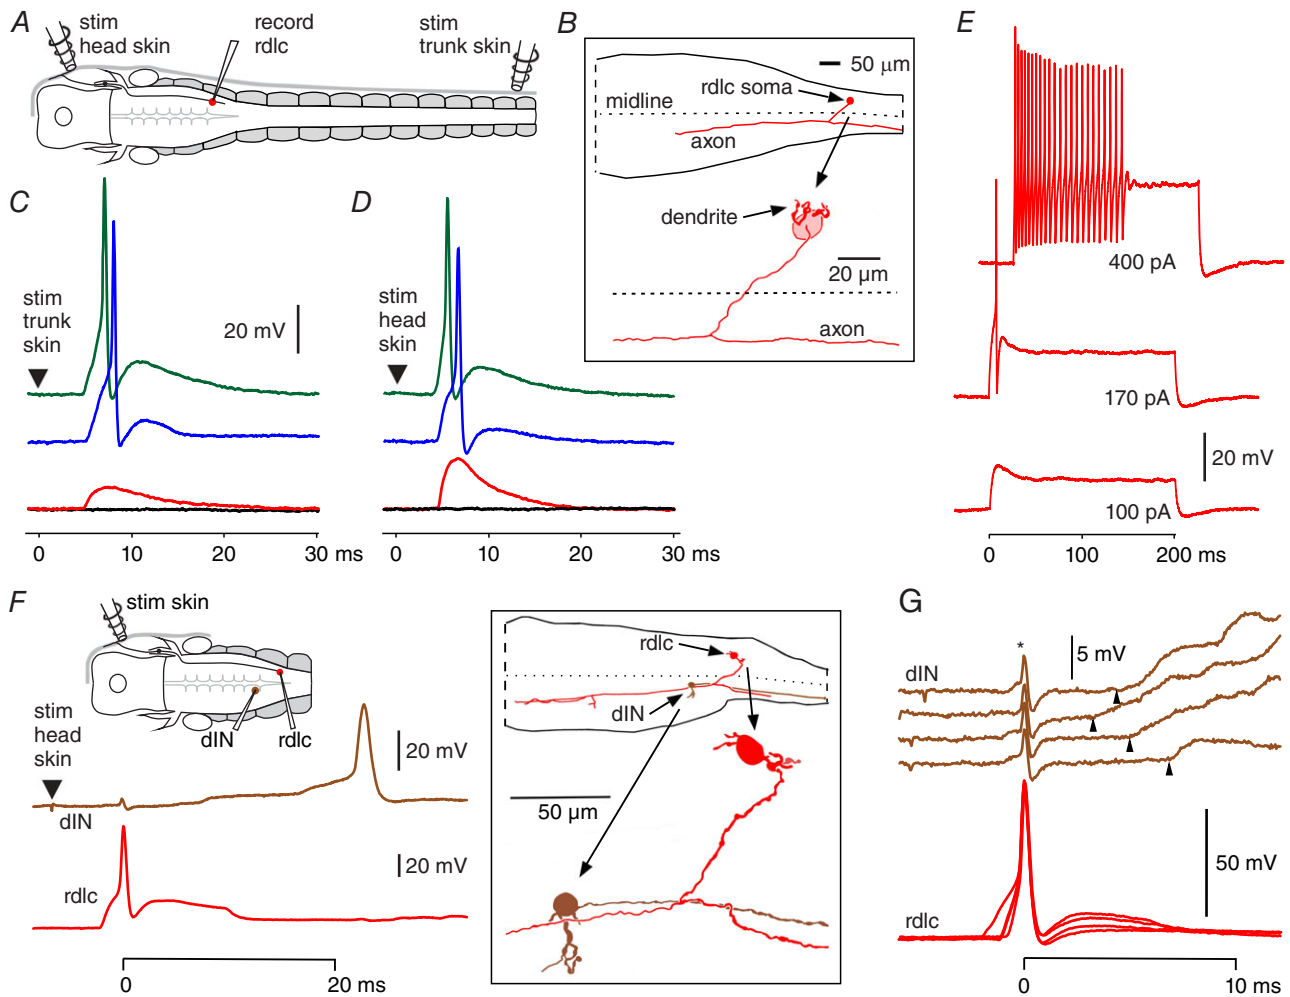 A
stim
head skin
record
rdlc
stim
trunk skin
B
50 µm
rdlc soma
midline
axon
dendrite
20 µm
axon
C
stim
trunk
skin
20 mV
0 10 20 30 ms
D
stim
head
skin
0 10 20 30 ms
E
400 pA
170 pA
20 mV
100 pA
0 100 200 ms
F
stim skin
dIN
rdlc
stim
head
skin
20 mV
dIN
20 mV
rdlc
0 20 ms
rdlc
dIN
50 µm
G
*
5 mV
dIN
50 mV
rdlc
0 10 ms